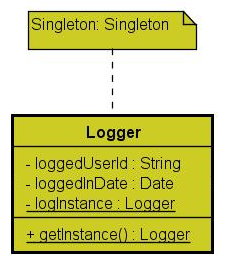 Singleton: Singleton
Logger
- loggedUserId : String
- loggedInDate : Date
- logInstance : Logger
+ getInstance() : Logger